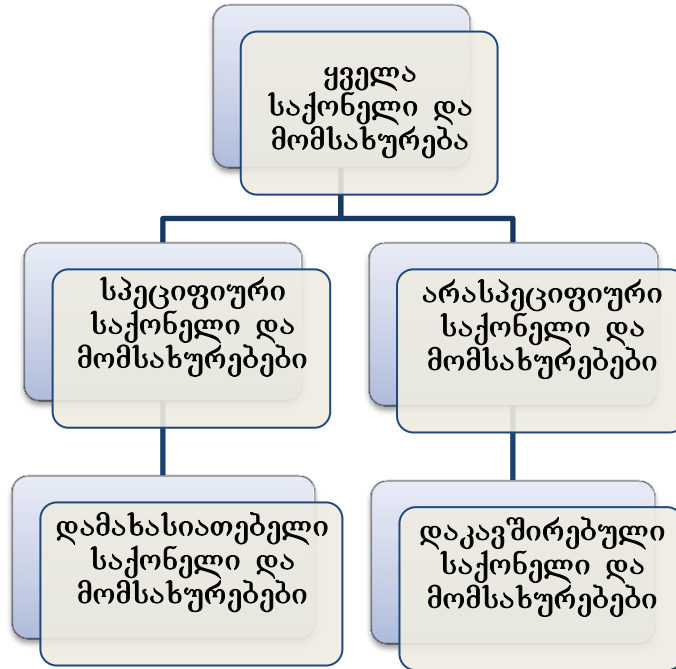 ყველა
საქონელი და
მომსახურება
სპეციფიური
საქონელი და
მომსახურებები
არასპეციფიური
საქონელი და
მომსახურებები
დამახასიათებელი
საქონელი და
მომსახურებები
დაკავშირებული
საქონელი და
მომსახურებები